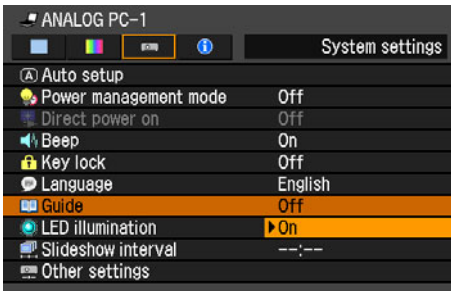 ANALOG PC-1
System settings
Auto setup
Power management mode Off
Direct power on Off
Beep On
Key lock Off
Language English
Guide Off
LED illumination On
Slideshow interval --:--
Other settings